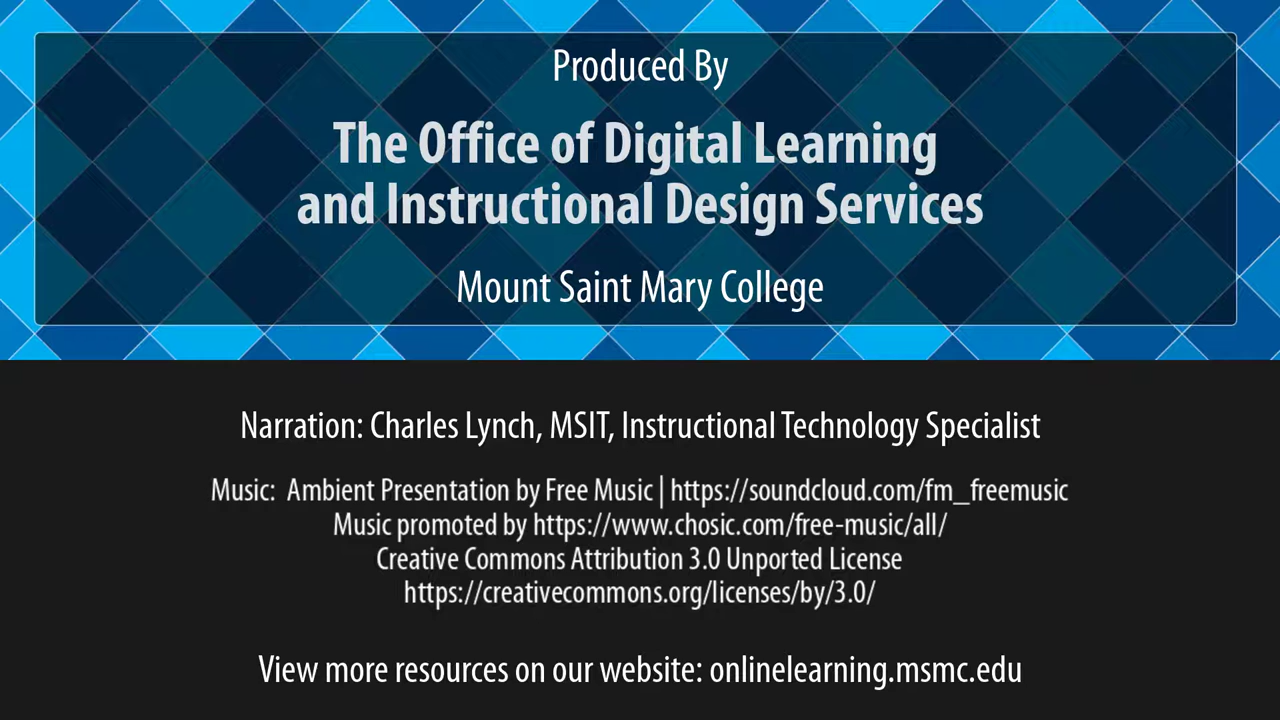 Produced By
The Office of Digital Learning
and Instructional Design Services
Mount Saint Mary College
Narration: Charles Lynch, MSIT, Instructional Technology Specialist
Music:  Ambient Presentation by Free Music | https://soundcloud.com/fm_freemusic
Music promoted by https://www.chosic.com/free-music/all/
Creative Commons Attribution 3.0 Unported License
https://creativecommons.org/licenses/by/3.0/
View more resources on our website: onlinelearning.msmc.edu